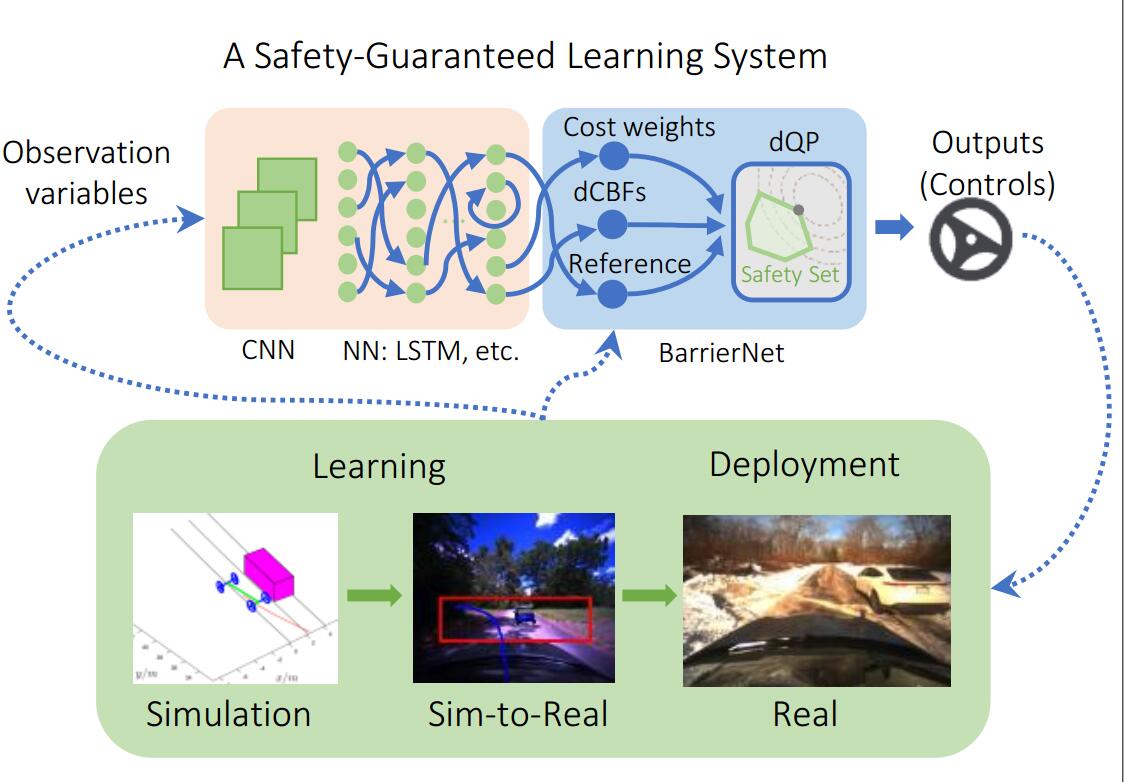 A Safety-Guaranteed Learning System
Observation
variables
Cost weights
dCBFs
Reference
dQP
Safety Set
Outputs
(Controls)
CNN
NN: LSTM, etc.
BarrierNet
Learning
Deployment
y/m
x/m
Simulation
Sim-to-Real
Real